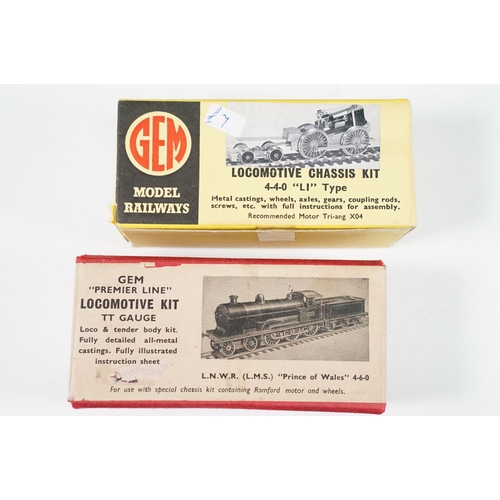 GEM
MODEL
RAILWAYS
LOCOMOTIVE CHASSIS KIT
4-4-0 "LI" Type
Metal castings, wheels, axles, gears, coupling rods,
screws, etc. with full instructions for assembly.
Recommended Motor Tri-ang X04
GEM
"PREMIER LINE"
LOCOMOTIVE KIT
TT GAUGE
Loco & tender body kit.
Fully detailed all-metal
castings. Fully illustrated
instruction sheet
L.N.W.R. (L.M.S.) "Prince of Wales" 4-6-0
For use with special chassis kit containing Romford motor and wheels.